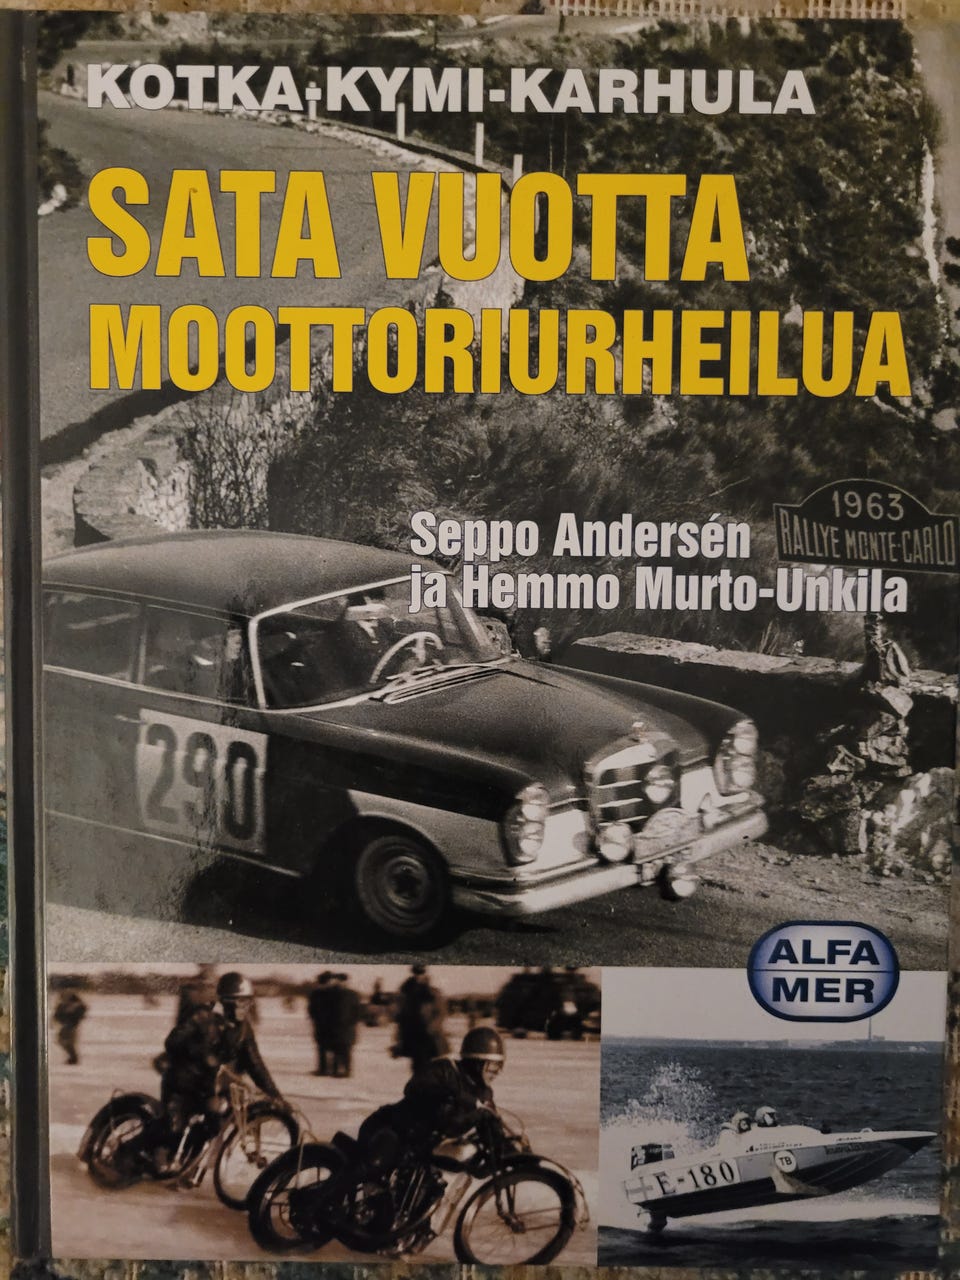 KOTKA-KYMI-KARHULA
SATA VUOTTA
MOOTTORIURHEILUA
1963
RALLYE MONTE-CARLO
Seppo Andersén
ja Hemmo Murto-Unkila
290
ALFA
MER
E-180
TB